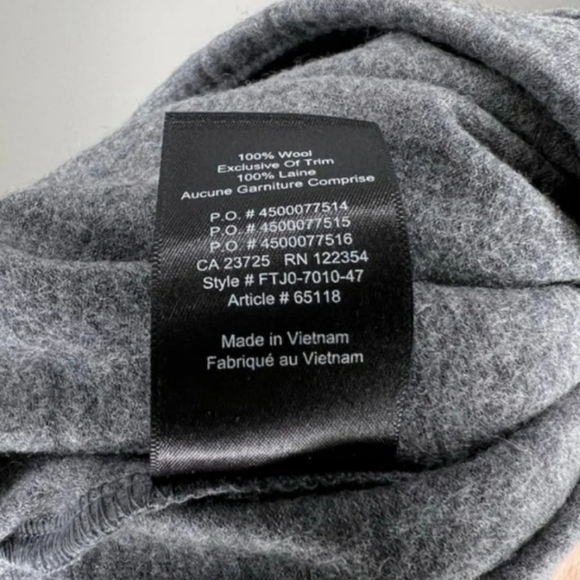 100% Wool
Exclusive Of Trim
100% Laine
Aucune Garniture Comprise
P.O. # 4500077514
P.O. # 4500077515
P.O. # 4500077516
CA 23725 RN 122354
Style # FTJ0-7010-47
Article # 65118
Made in Vietnam
Fabriqué au Vietnam